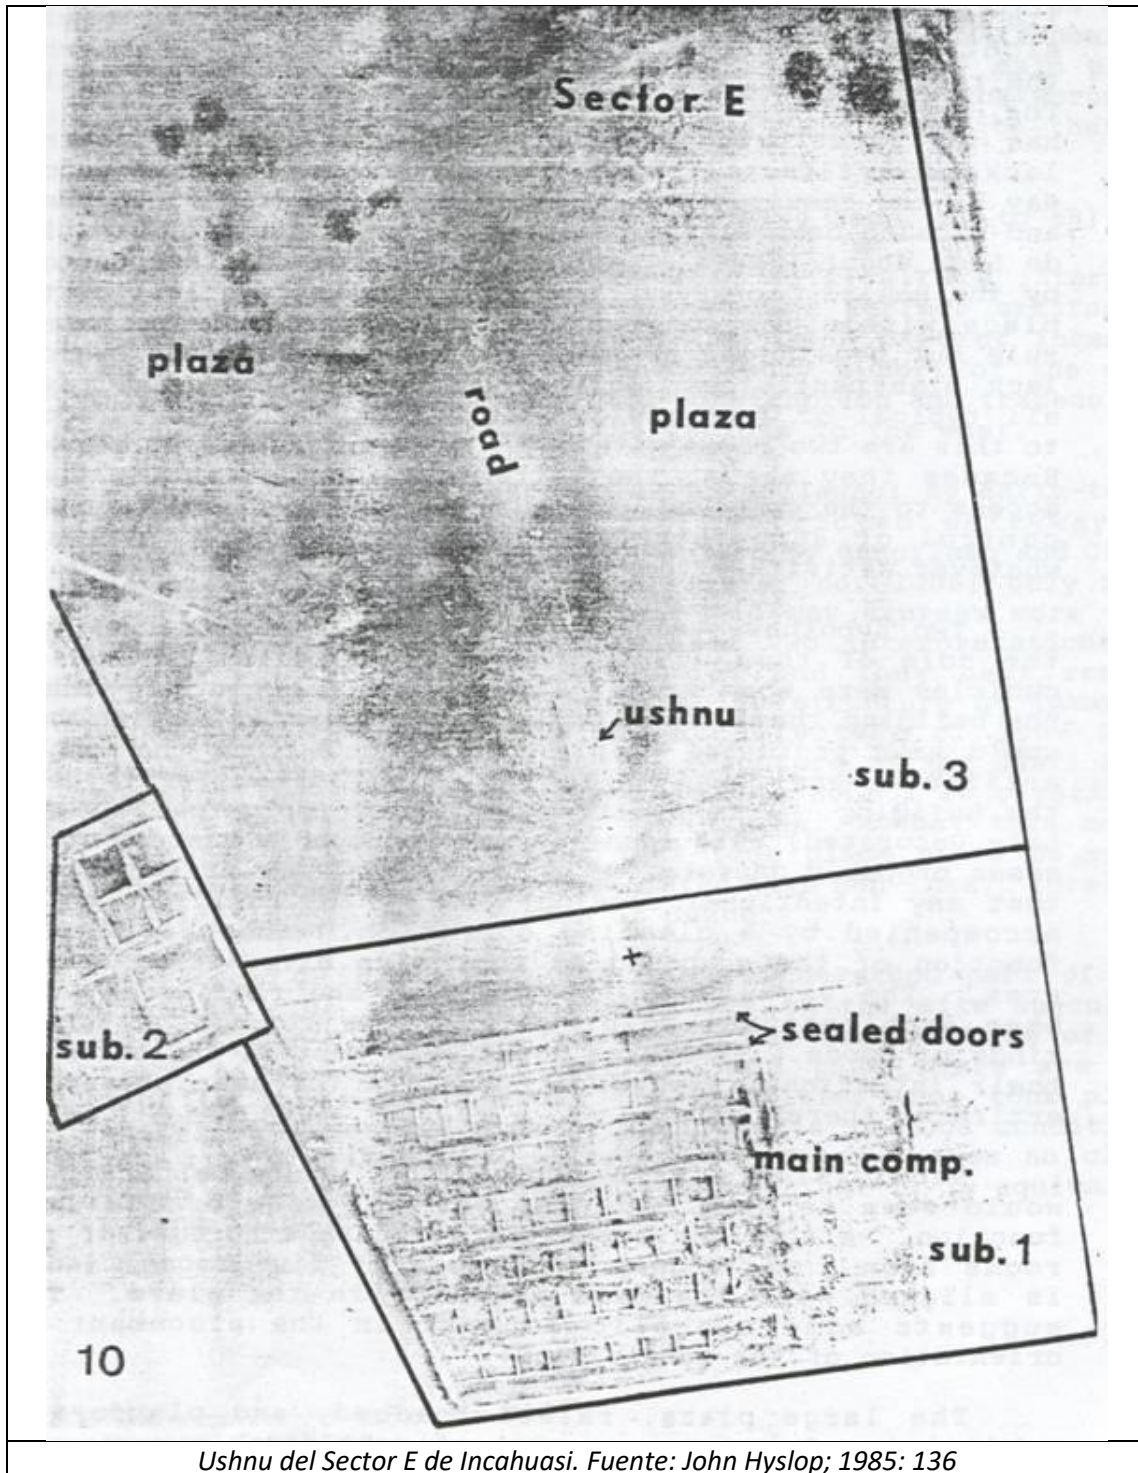 Sector E
plaza
road
plaza
ushnu
sub. 3
sub. 2
sealed doors
main comp.
sub. 1
10
Ushnu del Sector E de Incahuasi. Fuente: John Hyslop; 1985: 136